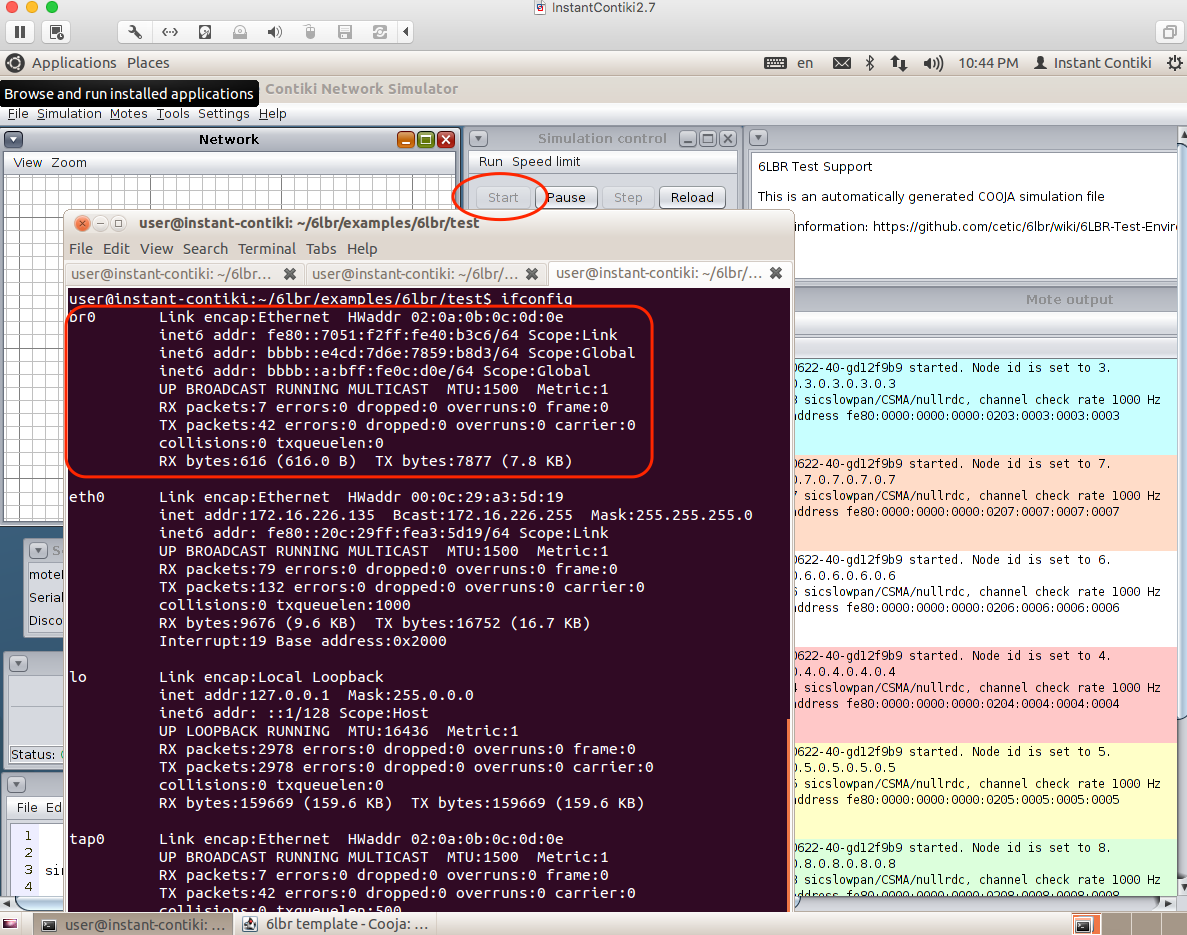 InstantContiki2.7
Applications Places
en
10:44 PM
Instant Contiki
Browse and run installed applications
Contiki Network Simulator
File Simulation Motes Tools Settings Help
Network
View Zoom
Simulation control
Run Speed limit
Start Pause Step Reload
6LBR Test Support
This is an automatically generated COOJA simulation file
information: https://github.com/cetic/6lbr/wiki/6LBR-Test-Enviro
user@instant-contiki: ~/6lbr/examples/6lbr/test
File Edit View Search Terminal Tabs Help
user@instant-contiki: ~/6lbr... user@instant-contiki: ~/6lbr/... user@instant-contiki: ~/6lbr/...
user@instant-contiki:~/6lbr/examples/6lbr/test$ ifconfig
br0 Link encap:Ethernet HWaddr 02:0a:0b:0c:0d:0e
inet6 addr: fe80::7051:f2ff:fe40:b3c6/64 Scope:Link
inet6 addr: bbbb::e4cd:7d6e:7859:b8d3/64 Scope:Global
inet6 addr: bbbb::a:bff:fe0c:d0e/64 Scope:Global
UP BROADCAST RUNNING MULTICAST MTU:1500 Metric:1
RX packets:7 errors:0 dropped:0 overruns:0 frame:0
TX packets:42 errors:0 dropped:0 overruns:0 carrier:0
collisions:0 txqueuelen:0
RX bytes:616 (616.0 B) TX bytes:7877 (7.8 KB)
eth0 Link encap:Ethernet HWaddr 00:0c:29:a3:5d:19
inet addr:172.16.226.135 Bcast:172.16.226.255 Mask:255.255.255.0
inet6 addr: fe80::20c:29ff:fea3:5d19/64 Scope:Link
UP BROADCAST RUNNING MULTICAST MTU:1500 Metric:1
RX packets:79 errors:0 dropped:0 overruns:0 frame:0
TX packets:132 errors:0 dropped:0 overruns:0 carrier:0
collisions:0 txqueuelen:1000
RX bytes:9676 (9.6 KB) TX bytes:16752 (16.7 KB)
Interrupt:19 Base address:0x2000
lo Link encap:Local Loopback
inet addr:127.0.0.1 Mask:255.0.0.0
inet6 addr: ::1/128 Scope:Host
UP LOOPBACK RUNNING MTU:16436 Metric:1
RX packets:2978 errors:0 dropped:0 overruns:0 frame:0
TX packets:2978 errors:0 dropped:0 overruns:0 carrier:0
collisions:0 txqueuelen:0
RX bytes:159669 (159.6 KB) TX bytes:159669 (159.6 KB)
tap0 Link encap:Ethernet HWaddr 02:0a:0b:0c:0d:0e
UP BROADCAST RUNNING MULTICAST MTU:1500 Metric:1
RX packets:7 errors:0 dropped:0 overruns:0 frame:0
TX packets:42 errors:0 dropped:0 overruns:0 carrier:0
collisions:0 txqueuelen:500
Mote output
0622-40-gd12f9b9 started. Node id is set to 3.
0.3.0.3.0.3.0.3
3 sicslowpan/CSMA/nullrdc, channel check rate 1000 Hz
address fe80:0000:0000:0000:0203:0003:0003:0003
0622-40-gd12f9b9 started. Node id is set to 7.
0.7.0.7.0.7.0.7
7 sicslowpan/CSMA/nullrdc, channel check rate 1000 Hz
address fe80:0000:0000:0000:0207:0007:0007:0007
0622-40-gd12f9b9 started. Node id is set to 6.
0.6.0.6.0.6.0.6
6 sicslowpan/CSMA/nullrdc, channel check rate 1000 Hz
address fe80:0000:0000:0000:0206:0006:0006:0006
0622-40-gd12f9b9 started. Node id is set to 4.
0.4.0.4.0.4.0.4
4 sicslowpan/CSMA/nullrdc, channel check rate 1000 Hz
address fe80:0000:0000:0000:0204:0004:0004:0004
0622-40-gd12f9b9 started. Node id is set to 5.
0.5.0.5.0.5.0.5
5 sicslowpan/CSMA/nullrdc, channel check rate 1000 Hz
address fe80:0000:0000:0000:0205:0005:0005:0005
0622-40-gd12f9b9 started. Node id is set to 8.
0.8.0.8.0.8.0.8
8 sicslowpan/CSMA/nullrdc, channel check rate 1000 Hz
address fe80:0000:0000:0000:0208:0008:0008:0008
S
motel
Serial
Disco
Status:
File Ed
1
2
3 sin
4
user@instant-contiki: ...
6lbr template - Cooja: ...